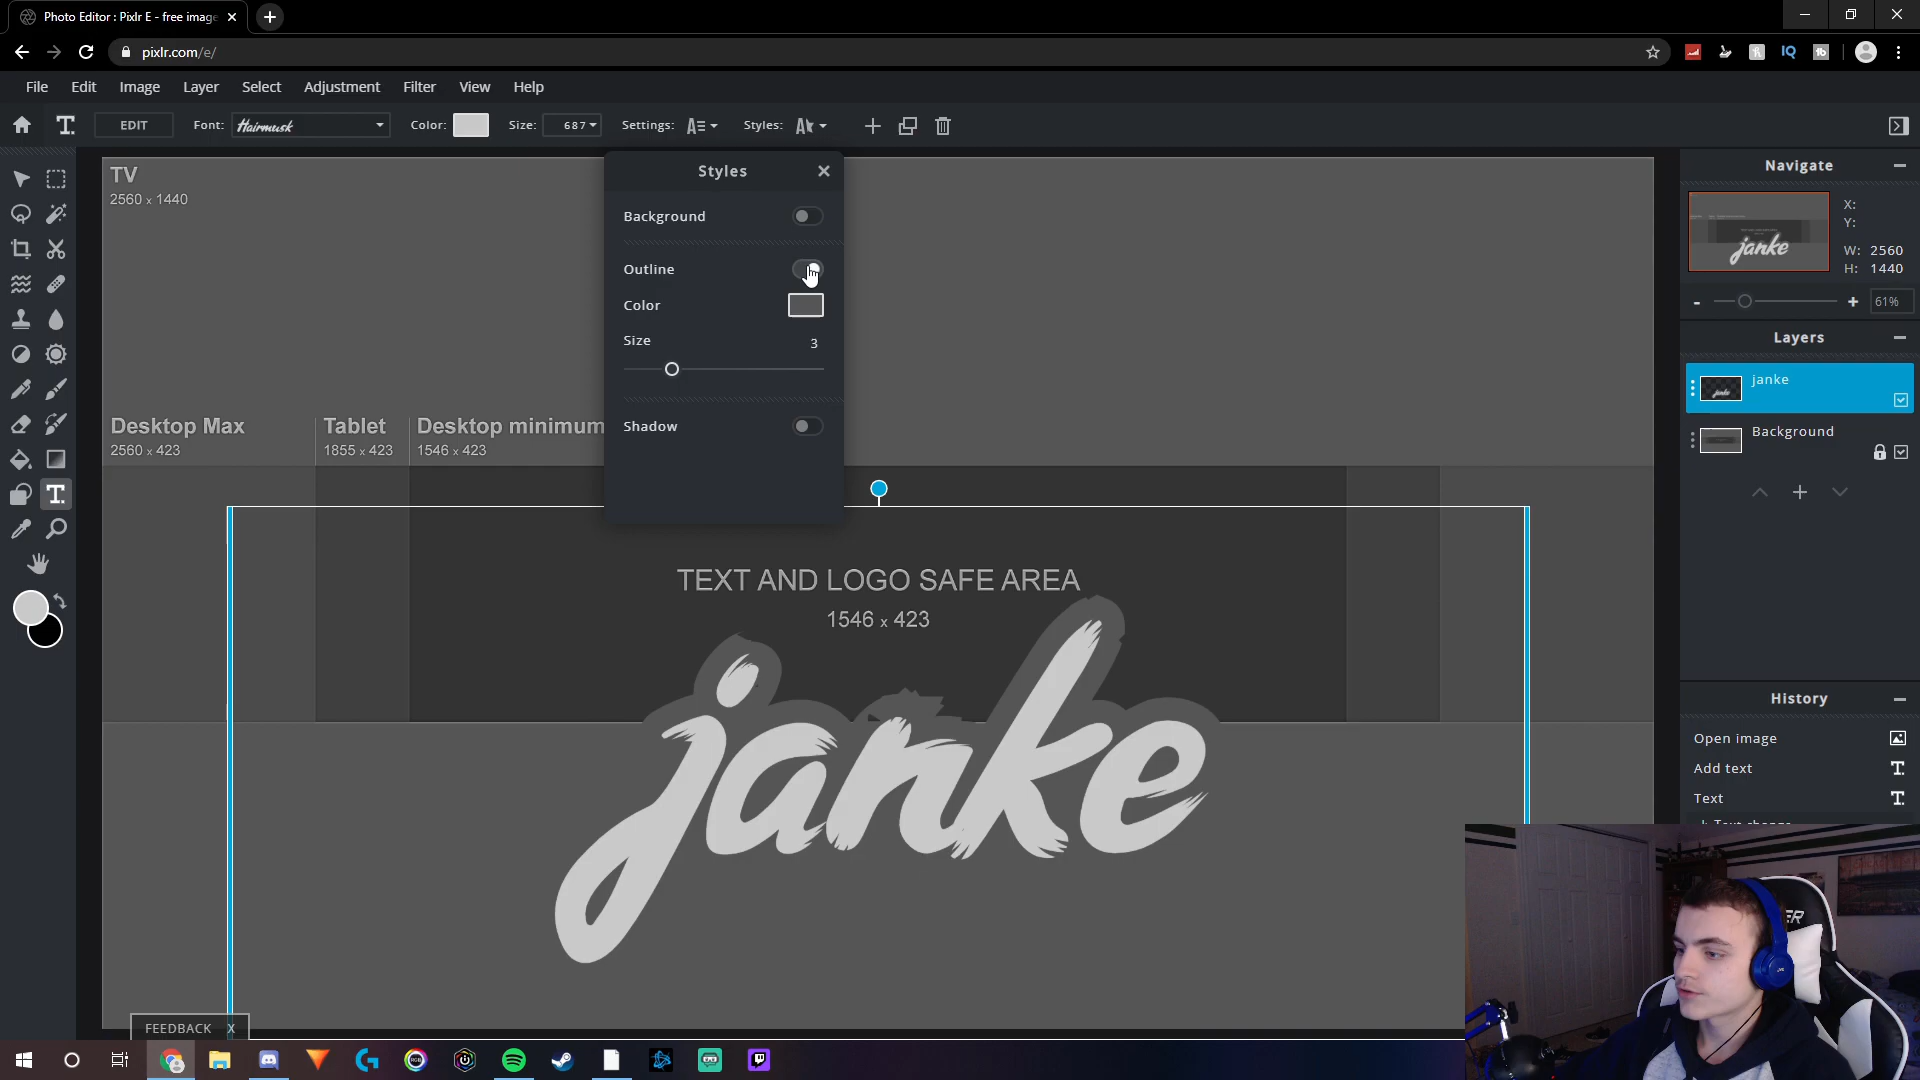 Photo Editor : Pixlr E - free image
pixlr.com/e/
File Edit Image Layer Select Adjustment Filter View Help
EDIT Font: Hairmusk Color: Size: 687 Settings: Styles:
TV
2560 x 1440
Styles
Background
Outline
Color
Size 3
Shadow
Desktop Max
2560 x 423
Tablet
1855 x 423
Desktop minimum
1546 x 423
TEXT AND LOGO SAFE AREA
1546 x 423
janke
FEEDBACK X
Navigate
X:
Y:
W: 2560
H: 1440
- + 61%
Layers
janke
Background
History
Open image
Add text
Text
Text change